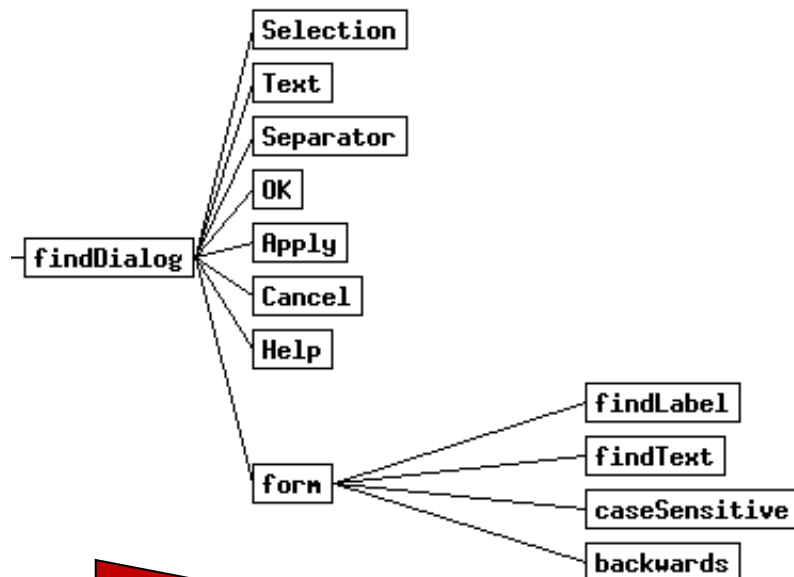 Selection
Text
Separator
OK
Apply
findDialog
Cancel
Help
findLabel
findText
form
caseSensitive
backwards